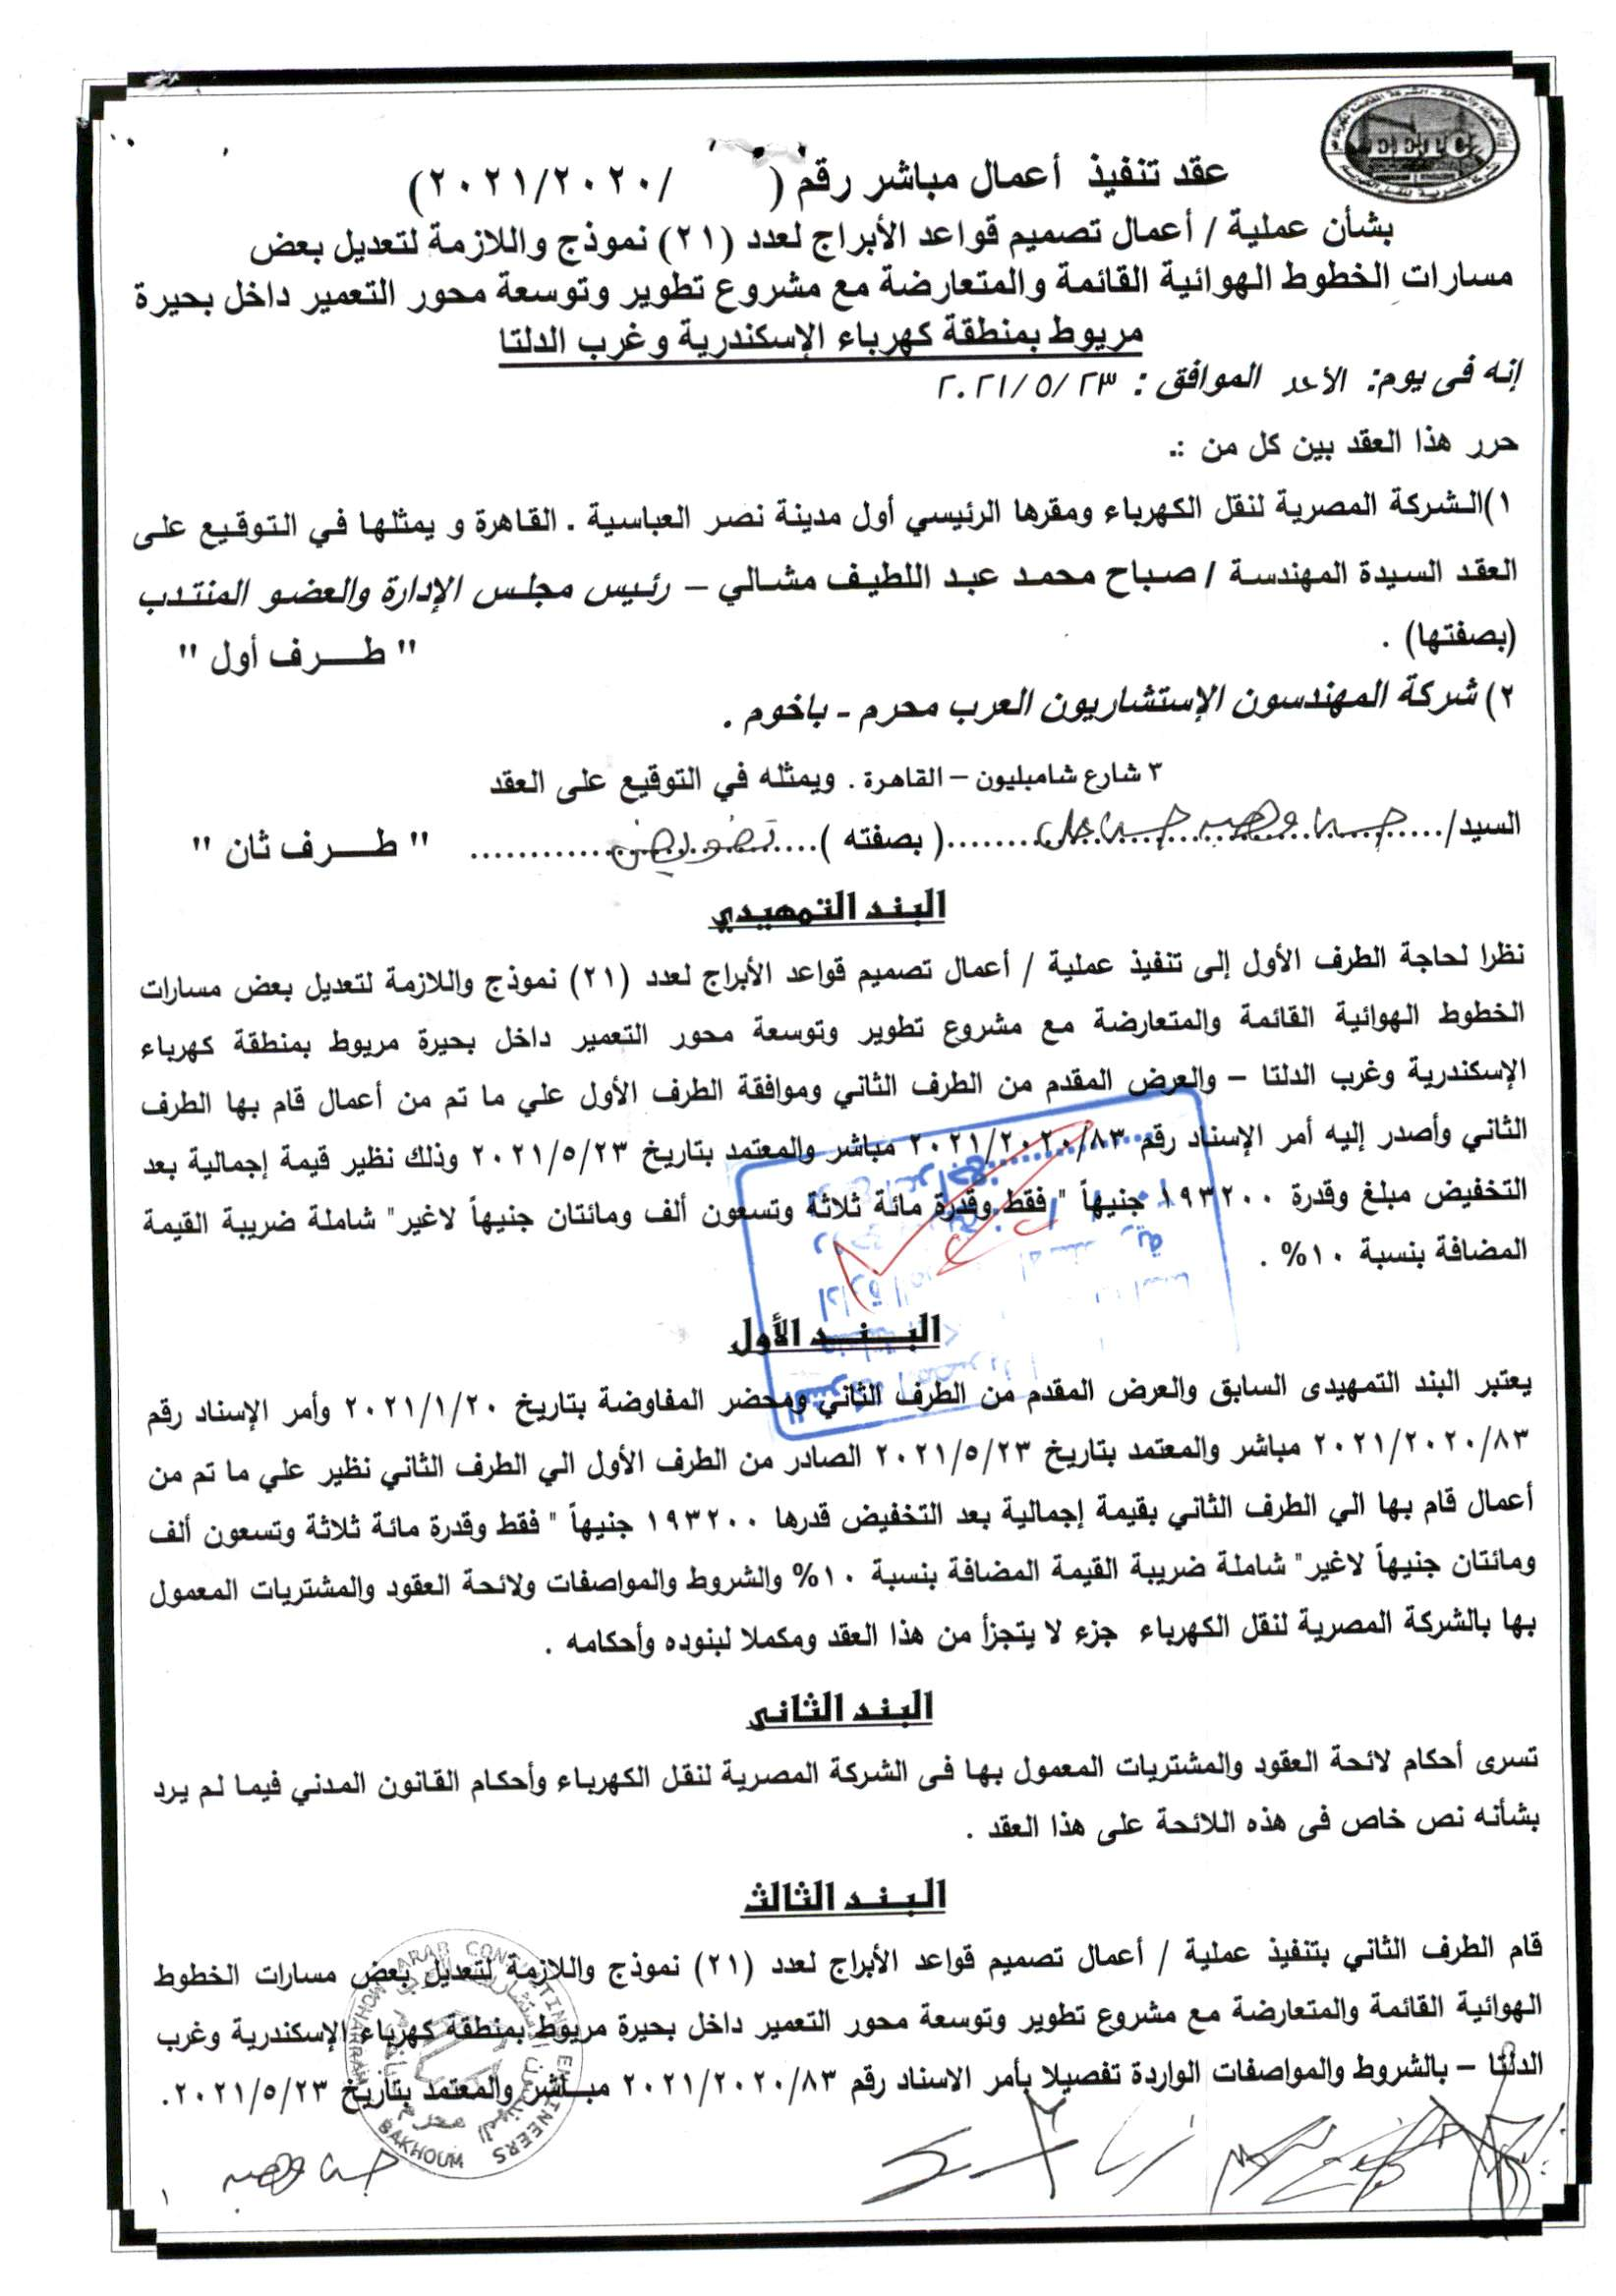 عقد تنفيذ أعمال مباشر رقم ( /٢٠٢١/٢٠٢٠)
بشأن عملية / أعمال تصميم قواعد الأبراج لعدد (٢١) نموذج واللازمة لتعديل بعض
مسارات الخطوط الهوائية القائمة والمتعارضة مع مشروع تطوير وتوسعة محور التعمير داخل بحيرة
مريوط بمنطقة كهرباء الإسكندرية وغرب الدلتا
إنه فى يوم: الأحد الموافق : ٢٠٢١/٥/٢٣
حرر هذا العقد بين كل من :.
١)الشركة المصرية لنقل الكهرباء ومقرها الرئيسي أول مدينة نصر العباسية . القاهرة و يمثلها في التوقيع على
العقد السيدة المهندسة / صباح محمد عبد اللطيف مشالي – رئيس مجلس الإدارة والعضو المنتدب
(بصفتها) . " طرف أول "
٢) شركة المهندسون الإستشاريون العرب محرم - باخوم .
٣ شارع شامبليون – القاهرة . ويمثله في التوقيع على العقد
السيد/ ( بصفته ) " طرف ثان "
البند التمهيدي
نظرا لحاجة الطرف الأول إلى تنفيذ عملية / أعمال تصميم قواعد الأبراج لعدد (٢١) نموذج واللازمة لتعديل بعض مسارات
الخطوط الهوائية القائمة والمتعارضة مع مشروع تطوير وتوسعة محور التعمير داخل بحيرة مريوط بمنطقة كهرباء
الإسكندرية وغرب الدلتا – والعرض المقدم من الطرف الثاني وموافقة الطرف الأول علي ما تم من أعمال قام بها الطرف
الثاني وأصدر إليه أمر الإسناد رقم ٢٠٢١/٢٠٢٠/٨٣ مباشر والمعتمد بتاريخ ٢٠٢١/٥/٢٣ وذلك نظير قيمة إجمالية بعد
التخفيض مبلغ وقدرة ١٩٣٢٠٠ جنيهاً " فقط وقدرة مائة ثلاثة وتسعون ألف ومائتان جنيهاً لاغير" شاملة ضريبة القيمة
المضافة بنسبة ١٠% .
البند الأول
يعتبر البند التمهيدى السابق والعرض المقدم من الطرف الثاني ومحضر المفاوضة بتاريخ ٢٠٢١/١/٢٠ وأمر الإسناد رقم
٢٠٢١/٢٠٢٠/٨٣ مباشر والمعتمد بتاريخ ٢٠٢١/٥/٢٣ الصادر من الطرف الأول الي الطرف الثاني نظير علي ما تم من
أعمال قام بها الي الطرف الثاني بقيمة إجمالية بعد التخفيض قدرها ١٩٣٢٠٠ جنيهاً " فقط وقدرة مائة ثلاثة وتسعون ألف
ومائتان جنيهاً لاغير" شاملة ضريبة القيمة المضافة بنسبة ١٠% والشروط والمواصفات ولائحة العقود والمشتريات المعمول
بها بالشركة المصرية لنقل الكهرباء جزء لا يتجزأ من هذا العقد ومكملا لبنوده وأحكامه .
البند الثانى
تسرى أحكام لائحة العقود والمشتريات المعمول بها فى الشركة المصرية لنقل الكهرباء وأحكام القانون المدني فيما لم يرد
بشأنه نص خاص فى هذه اللائحة على هذا العقد .
البند الثالث
قام الطرف الثاني بتنفيذ عملية / أعمال تصميم قواعد الأبراج لعدد (٢١) نموذج واللازمة لتعديل بعض مسارات الخطوط
الهوائية القائمة والمتعارضة مع مشروع تطوير وتوسعة محور التعمير داخل بحيرة مريوط بمنطقة كهرباء الإسكندرية وغرب
الدلتا – بالشروط والمواصفات الواردة تفصيلا بأمر الاسناد رقم ٢٠٢١/٢٠٢٠/٨٣ مباشر والمعتمد بتاريخ ٢٠٢١/٥/٢٣.
ARAB CONSULTING ENGINEERS
MAHARRAM BAKHOUM
١